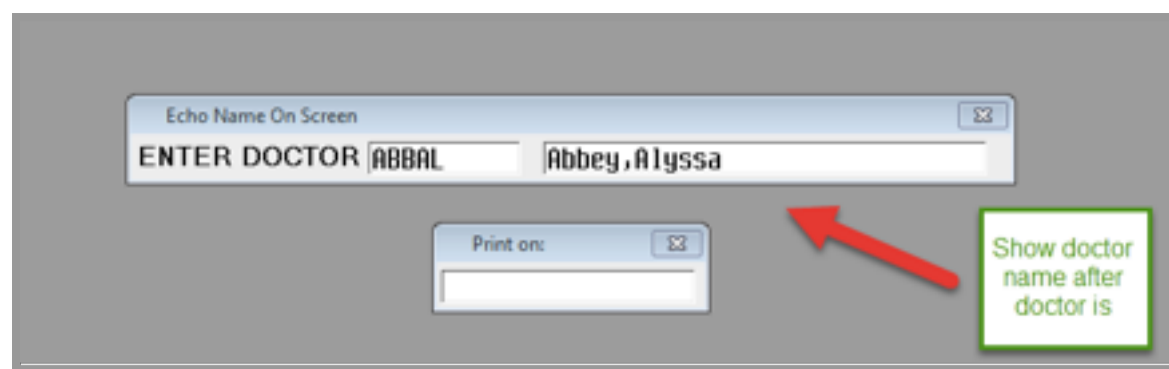 Echo Name On Screen
ENTER DOCTOR ABBAL Abbey,Alyssa
Print on:
Show doctor
name after
doctor is